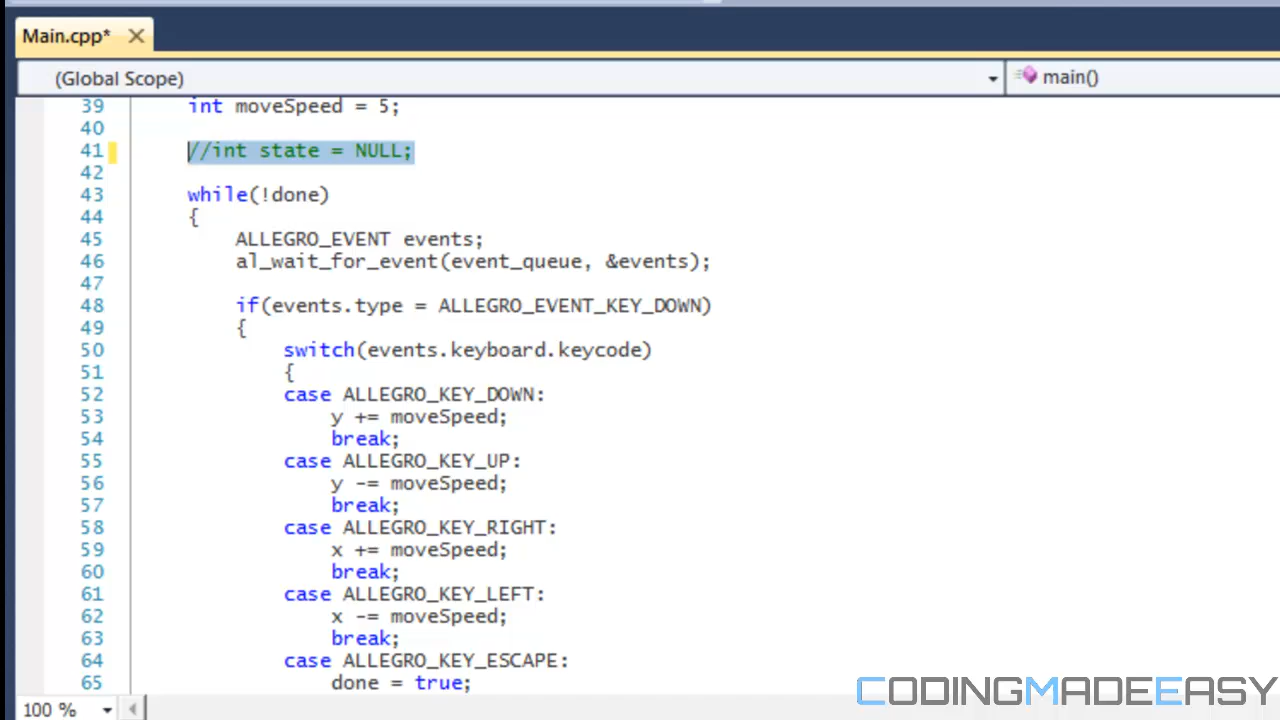 Main.cpp*
(Global Scope)
main()
39 int moveSpeed = 5;
40
41 //int state = NULL;
42
43 while(!done)
44 {
45 ALLEGRO_EVENT events;
46 al_wait_for_event(event_queue, &events);
47
48 if(events.type = ALLEGRO_EVENT_KEY_DOWN)
49 {
50 switch(events.keyboard.keycode)
51 {
52 case ALLEGRO_KEY_DOWN:
53 y += moveSpeed;
54 break;
55 case ALLEGRO_KEY_UP:
56 y -= moveSpeed;
57 break;
58 case ALLEGRO_KEY_RIGHT:
59 x += moveSpeed;
60 break;
61 case ALLEGRO_KEY_LEFT:
62 x -= moveSpeed;
63 break;
64 case ALLEGRO_KEY_ESCAPE:
65 done = true;
100 %
CODINGMADEEASY